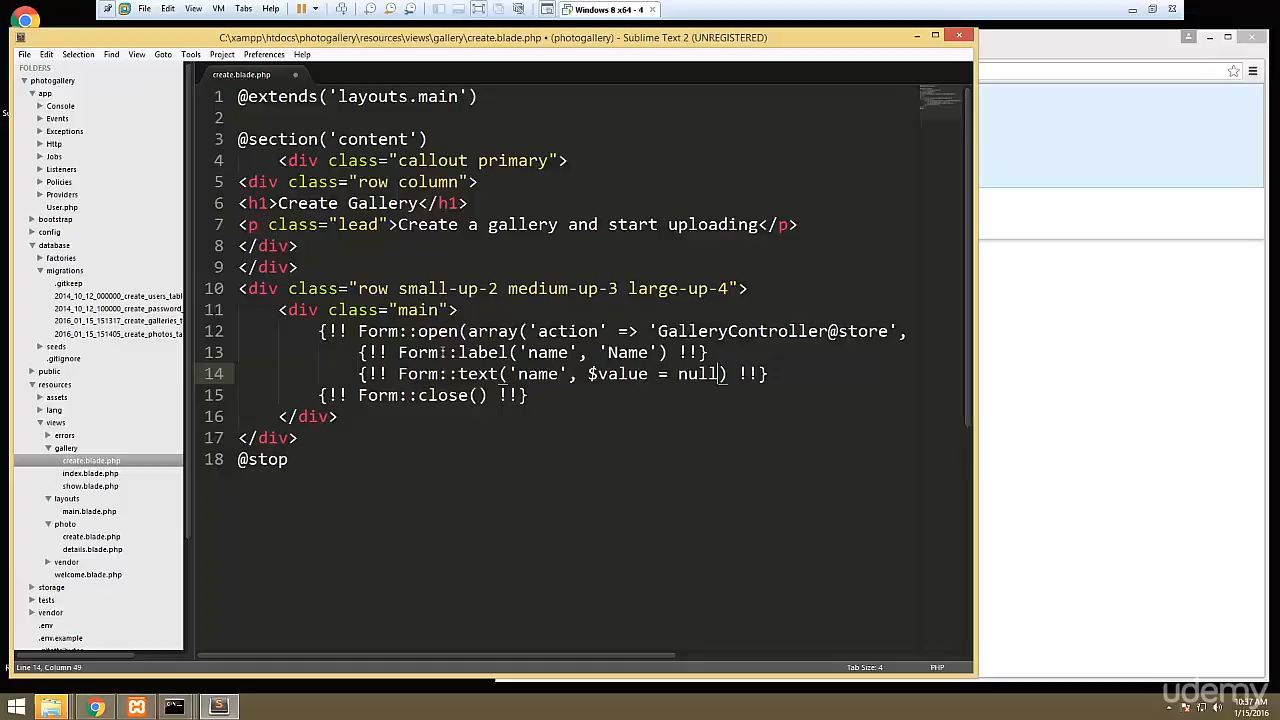 File Edit View VM Tabs Help
Windows 8 x64 - 4
C:\xampp\htdocs\photogallery\resources\views\gallery\create.blade.php • (photogallery) - Sublime Text 2 (UNREGISTERED)
File Edit Selection Find View Goto Tools Project Preferences Help
FOLDERS
photogallery
app
Console
Events
Exceptions
Http
Jobs
Listeners
Policies
Providers
User.php
bootstrap
config
database
factories
migrations
.gitkeep
2014_10_12_000000_create_users_tabl
2014_10_12_100000_create_password_
2016_01_15_151317_create_galleries_t
2016_01_15_151405_create_photos_ta
seeds
.gitignore
public
resources
assets
lang
views
errors
gallery
create.blade.php
index.blade.php
show.blade.php
layouts
main.blade.php
photo
create.blade.php
details.blade.php
vendor
welcome.blade.php
storage
tests
vendor
.env
.env.example
create.blade.php
1 @extends('layouts.main')
2
3 @section('content')
4 <div class="callout primary">
5 <div class="row column">
6 <h1>Create Gallery</h1>
7 <p class="lead">Create a gallery and start uploading</p>
8 </div>
9 </div>
10 <div class="row small-up-2 medium-up-3 large-up-4">
11 <div class="main">
12 {!! Form::open(array('action' => 'GalleryController@store',
13 {!! Form::label('name', 'Name') !!}
14 {!! Form::text('name', $value = null) !!}
15 {!! Form::close() !!}
16 </div>
17 </div>
18 @stop
Line 14, Column 49
Tab Size: 4
PHP
udemy
10:37 AM
1/15/2016